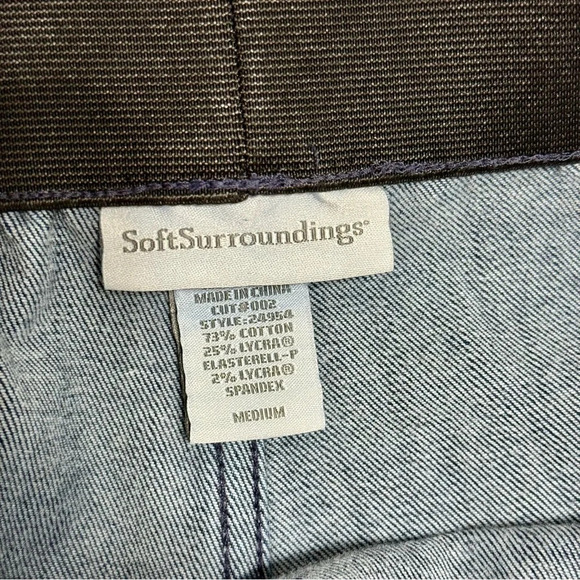 SoftSurroundings®
MADE IN CHINA
CUT#002
STYLE:24954
73% COTTON
25% LYCRA®
ELASTERELL-P
2% LYCRA®
SPANDEX
MEDIUM